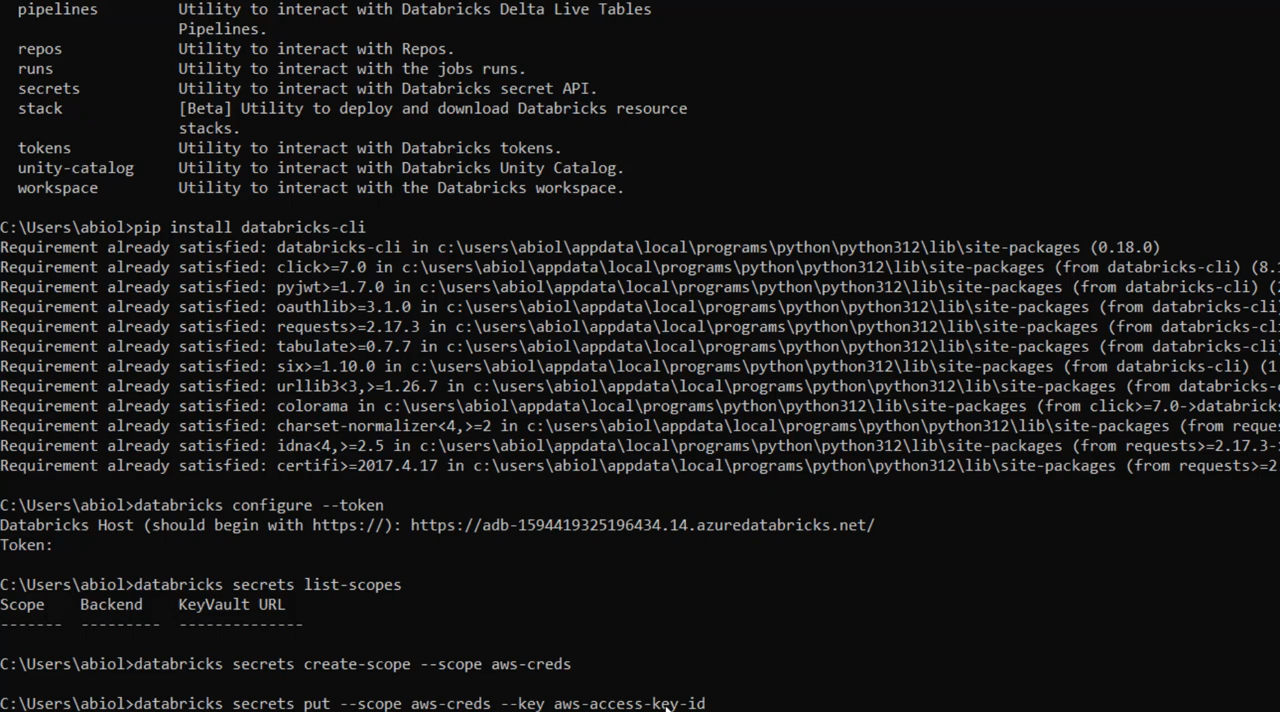 pipelines Utility to interact with Databricks Delta Live Tables
Pipelines.
repos Utility to interact with Repos.
runs Utility to interact with the jobs runs.
secrets Utility to interact with Databricks secret API.
stack [Beta] Utility to deploy and download Databricks resource
stacks.
tokens Utility to interact with Databricks tokens.
unity-catalog Utility to interact with Databricks Unity Catalog.
workspace Utility to interact with the Databricks workspace.
C:\Users\abiol>pip install databricks-cli
Requirement already satisfied: databricks-cli in c:\users\abiol\appdata\local\programs\python\python312\lib\site-packages (0.18.0)
Requirement already satisfied: click>=7.0 in c:\users\abiol\appdata\local\programs\python\python312\lib\site-packages (from databricks-cli) (8.
Requirement already satisfied: pyjwt>=1.7.0 in c:\users\abiol\appdata\local\programs\python\python312\lib\site-packages (from databricks-cli) (
Requirement already satisfied: oauthlib>=3.1.0 in c:\users\abiol\appdata\local\programs\python\python312\lib\site-packages (from databricks-cli
Requirement already satisfied: requests>=2.17.3 in c:\users\abiol\appdata\local\programs\python\python312\lib\site-packages (from databricks-cl
Requirement already satisfied: tabulate>=0.7.7 in c:\users\abiol\appdata\local\programs\python\python312\lib\site-packages (from databricks-cli
Requirement already satisfied: six>=1.10.0 in c:\users\abiol\appdata\local\programs\python\python312\lib\site-packages (from databricks-cli) (1
Requirement already satisfied: urllib3<3,>=1.26.7 in c:\users\abiol\appdata\local\programs\python\python312\lib\site-packages (from databricks-
Requirement already satisfied: colorama in c:\users\abiol\appdata\local\programs\python\python312\lib\site-packages (from click>=7.0->databricks
Requirement already satisfied: charset-normalizer<4,>=2 in c:\users\abiol\appdata\local\programs\python\python312\lib\site-packages (from reques
Requirement already satisfied: idna<4,>=2.5 in c:\users\abiol\appdata\local\programs\python\python312\lib\site-packages (from requests>=2.17.3-
Requirement already satisfied: certifi>=2017.4.17 in c:\users\abiol\appdata\local\programs\python\python312\lib\site-packages (from requests>=2
C:\Users\abiol>databricks configure --token
Databricks Host (should begin with https://): https://adb-1594419325196434.14.azuredatabricks.net/
Token:
C:\Users\abiol>databricks secrets list-scopes
Scope Backend KeyVault URL
------- --------- --------------
C:\Users\abiol>databricks secrets create-scope --scope aws-creds
C:\Users\abiol>databricks secrets put --scope aws-creds --key aws-access-key-id